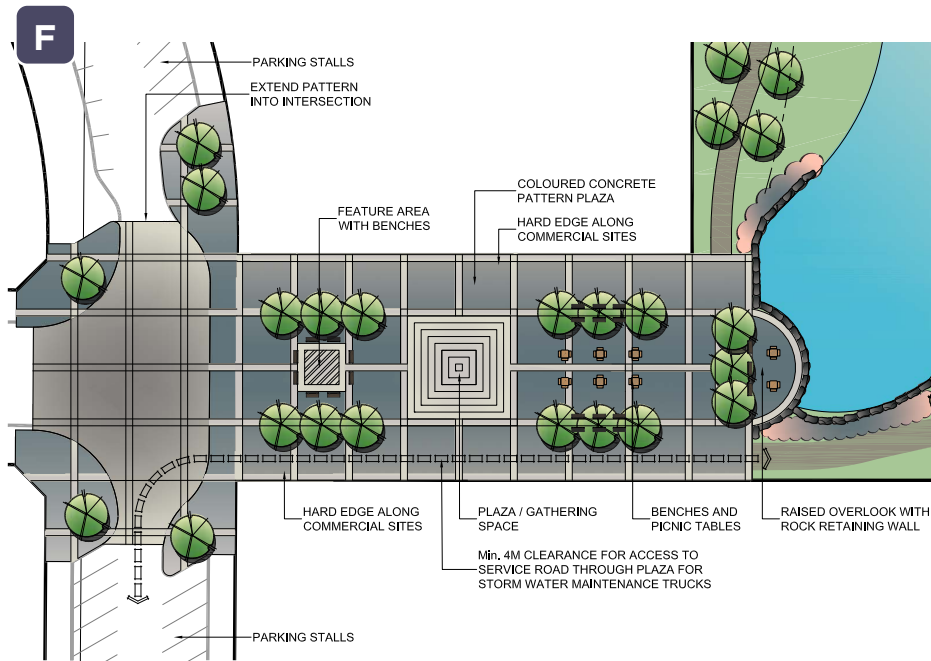 F
PARKING STALLS
EXTEND PATTERN
INTO INTERSECTION
COLOURED CONCRETE
PATTERN PLAZA
FEATURE AREA
WITH BENCHES
HARD EDGE ALONG
COMMERCIAL SITES
HARD EDGE ALONG
COMMERCIAL SITES
PLAZA / GATHERING
SPACE
BENCHES AND
PICNIC TABLES
RAISED OVERLOOK WITH
ROCK RETAINING WALL
Min. 4M CLEARANCE FOR ACCESS TO
SERVICE ROAD THROUGH PLAZA FOR
STORM WATER MAINTENANCE TRUCKS
PARKING STALLS